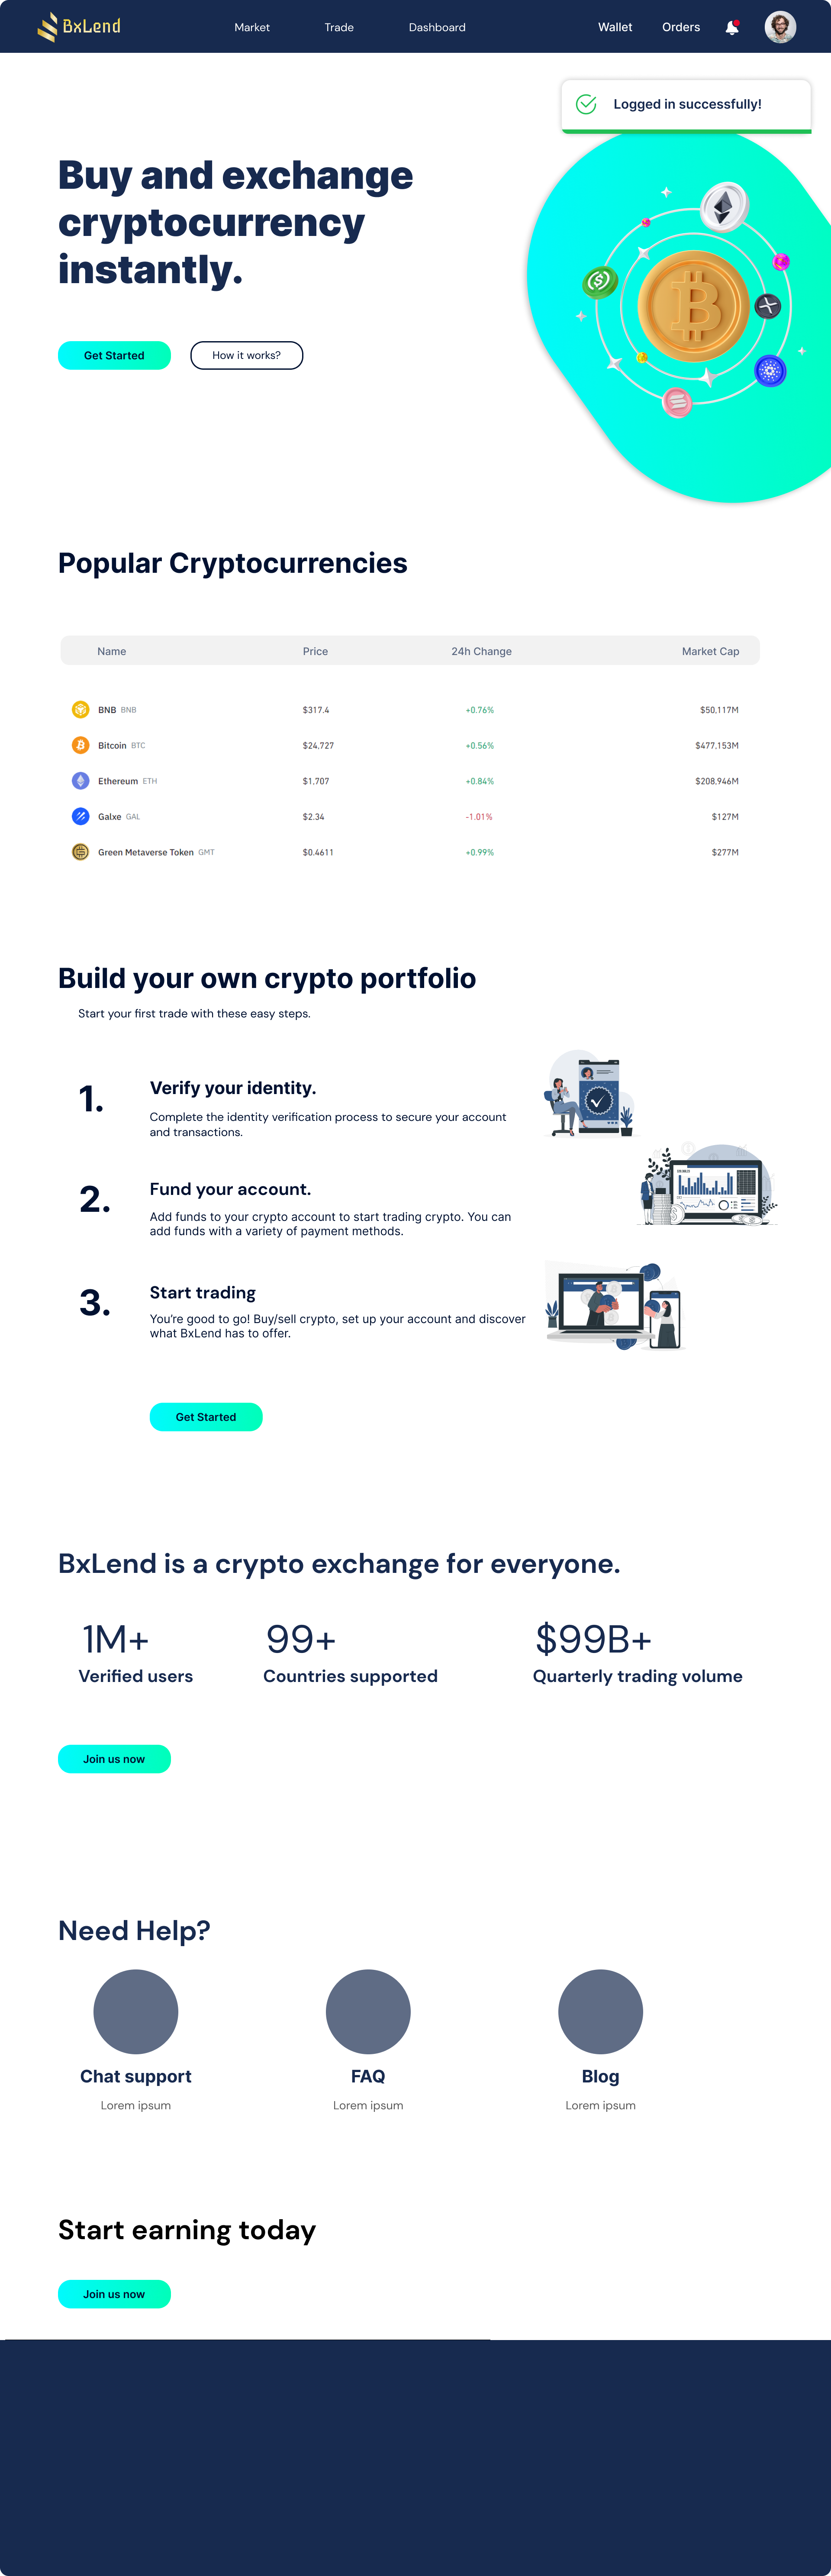 BxLend
Market
Trade
Dashboard
Wallet
Orders
Logged in successfully!
Buy and exchange
cryptocurrency
instantly.
Get Started
How it works?
Popular Cryptocurrencies
Name Price 24h Change Market Cap
BNB BNB $317.4 +0.76% $50,117M
Bitcoin BTC $24,727 +0.56% $477,153M
Ethereum ETH $1,707 +0.84% $208,946M
Galxe GAL $2.34 -1.01% $127M
Green Metaverse Token GMT $0.4611 +0.99% $277M
Build your own crypto portfolio
Start your first trade with these easy steps.
1.
Verify your identity.
Complete the identity verification process to secure your account
and transactions.
2.
Fund your account.
Add funds to your crypto account to start trading crypto. You can
add funds with a variety of payment methods.
3.
Start trading
You're good to go! Buy/sell crypto, set up your account and discover
what BxLend has to offer.
Get Started
BxLend is a crypto exchange for everyone.
1M+
Verified users
99+
Countries supported
$99B+
Quarterly trading volume
Join us now
Need Help?
Chat support
Lorem ipsum
FAQ
Lorem ipsum
Blog
Lorem ipsum
Start earning today
Join us now